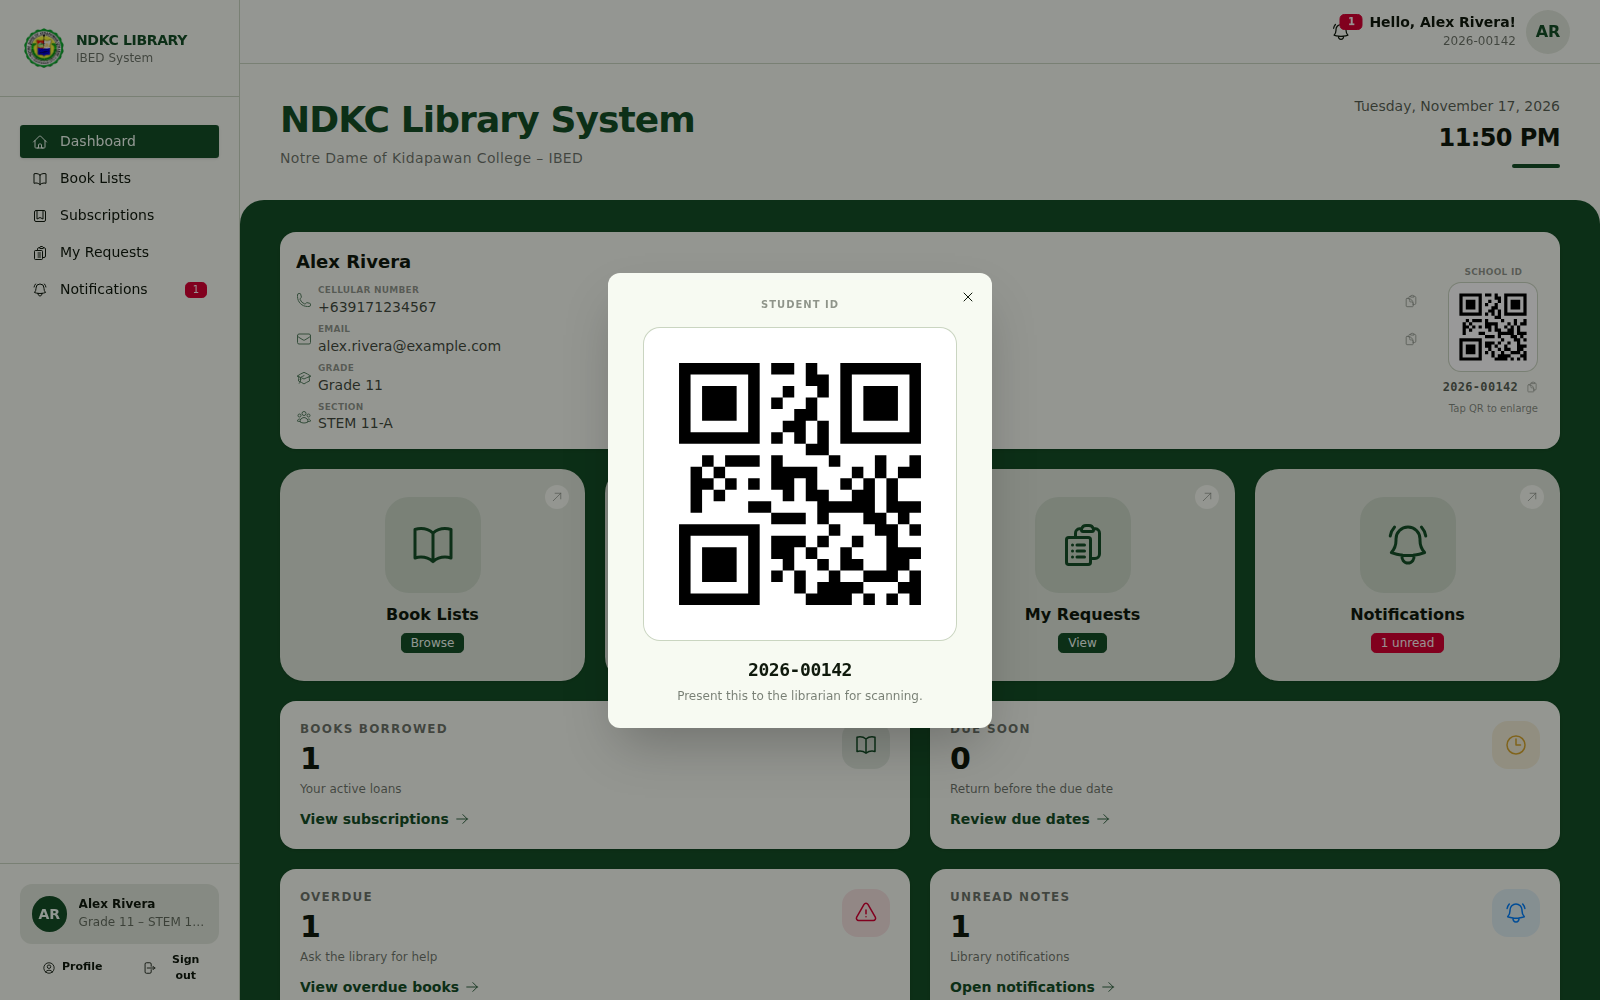 NDKC LIBRARY
IBED System
Dashboard
Book Lists
Subscriptions
My Requests
Notifications
1
Alex Rivera
AR
Grade 11 – STEM 1...
Profile
Sign out
1
Hello, Alex Rivera!
2026-00142
AR
NDKC Library System
Notre Dame of Kidapawan College – IBED
Tuesday, November 17, 2026
11:50 PM
Alex Rivera
CELLULAR NUMBER
+639171234567
EMAIL
alex.rivera@example.com
GRADE
Grade 11
SECTION
STEM 11-A
SCHOOL ID
2026-00142
Tap QR to enlarge
STUDENT ID
2026-00142
Present this to the librarian for scanning.
Book Lists
Browse
My Requests
View
Notifications
1 unread
BOOKS BORROWED
1
Your active loans
View subscriptions
DUE SOON
0
Return before the due date
Review due dates
OVERDUE
1
Ask the library for help
View overdue books
UNREAD NOTES
1
Library notifications
Open notifications